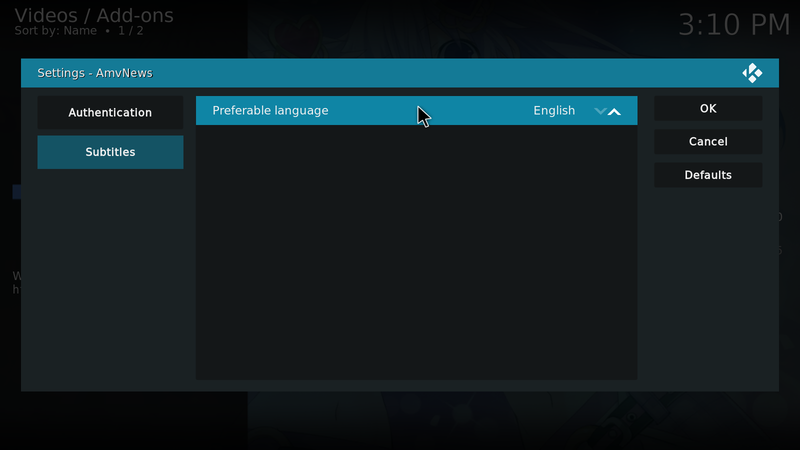 Videos / Add-ons
Sort by: Name • 1 / 2
3:10 PM
Settings - AmvNews
Authentication
Subtitles
Preferable language
English
OK
Cancel
Defaults